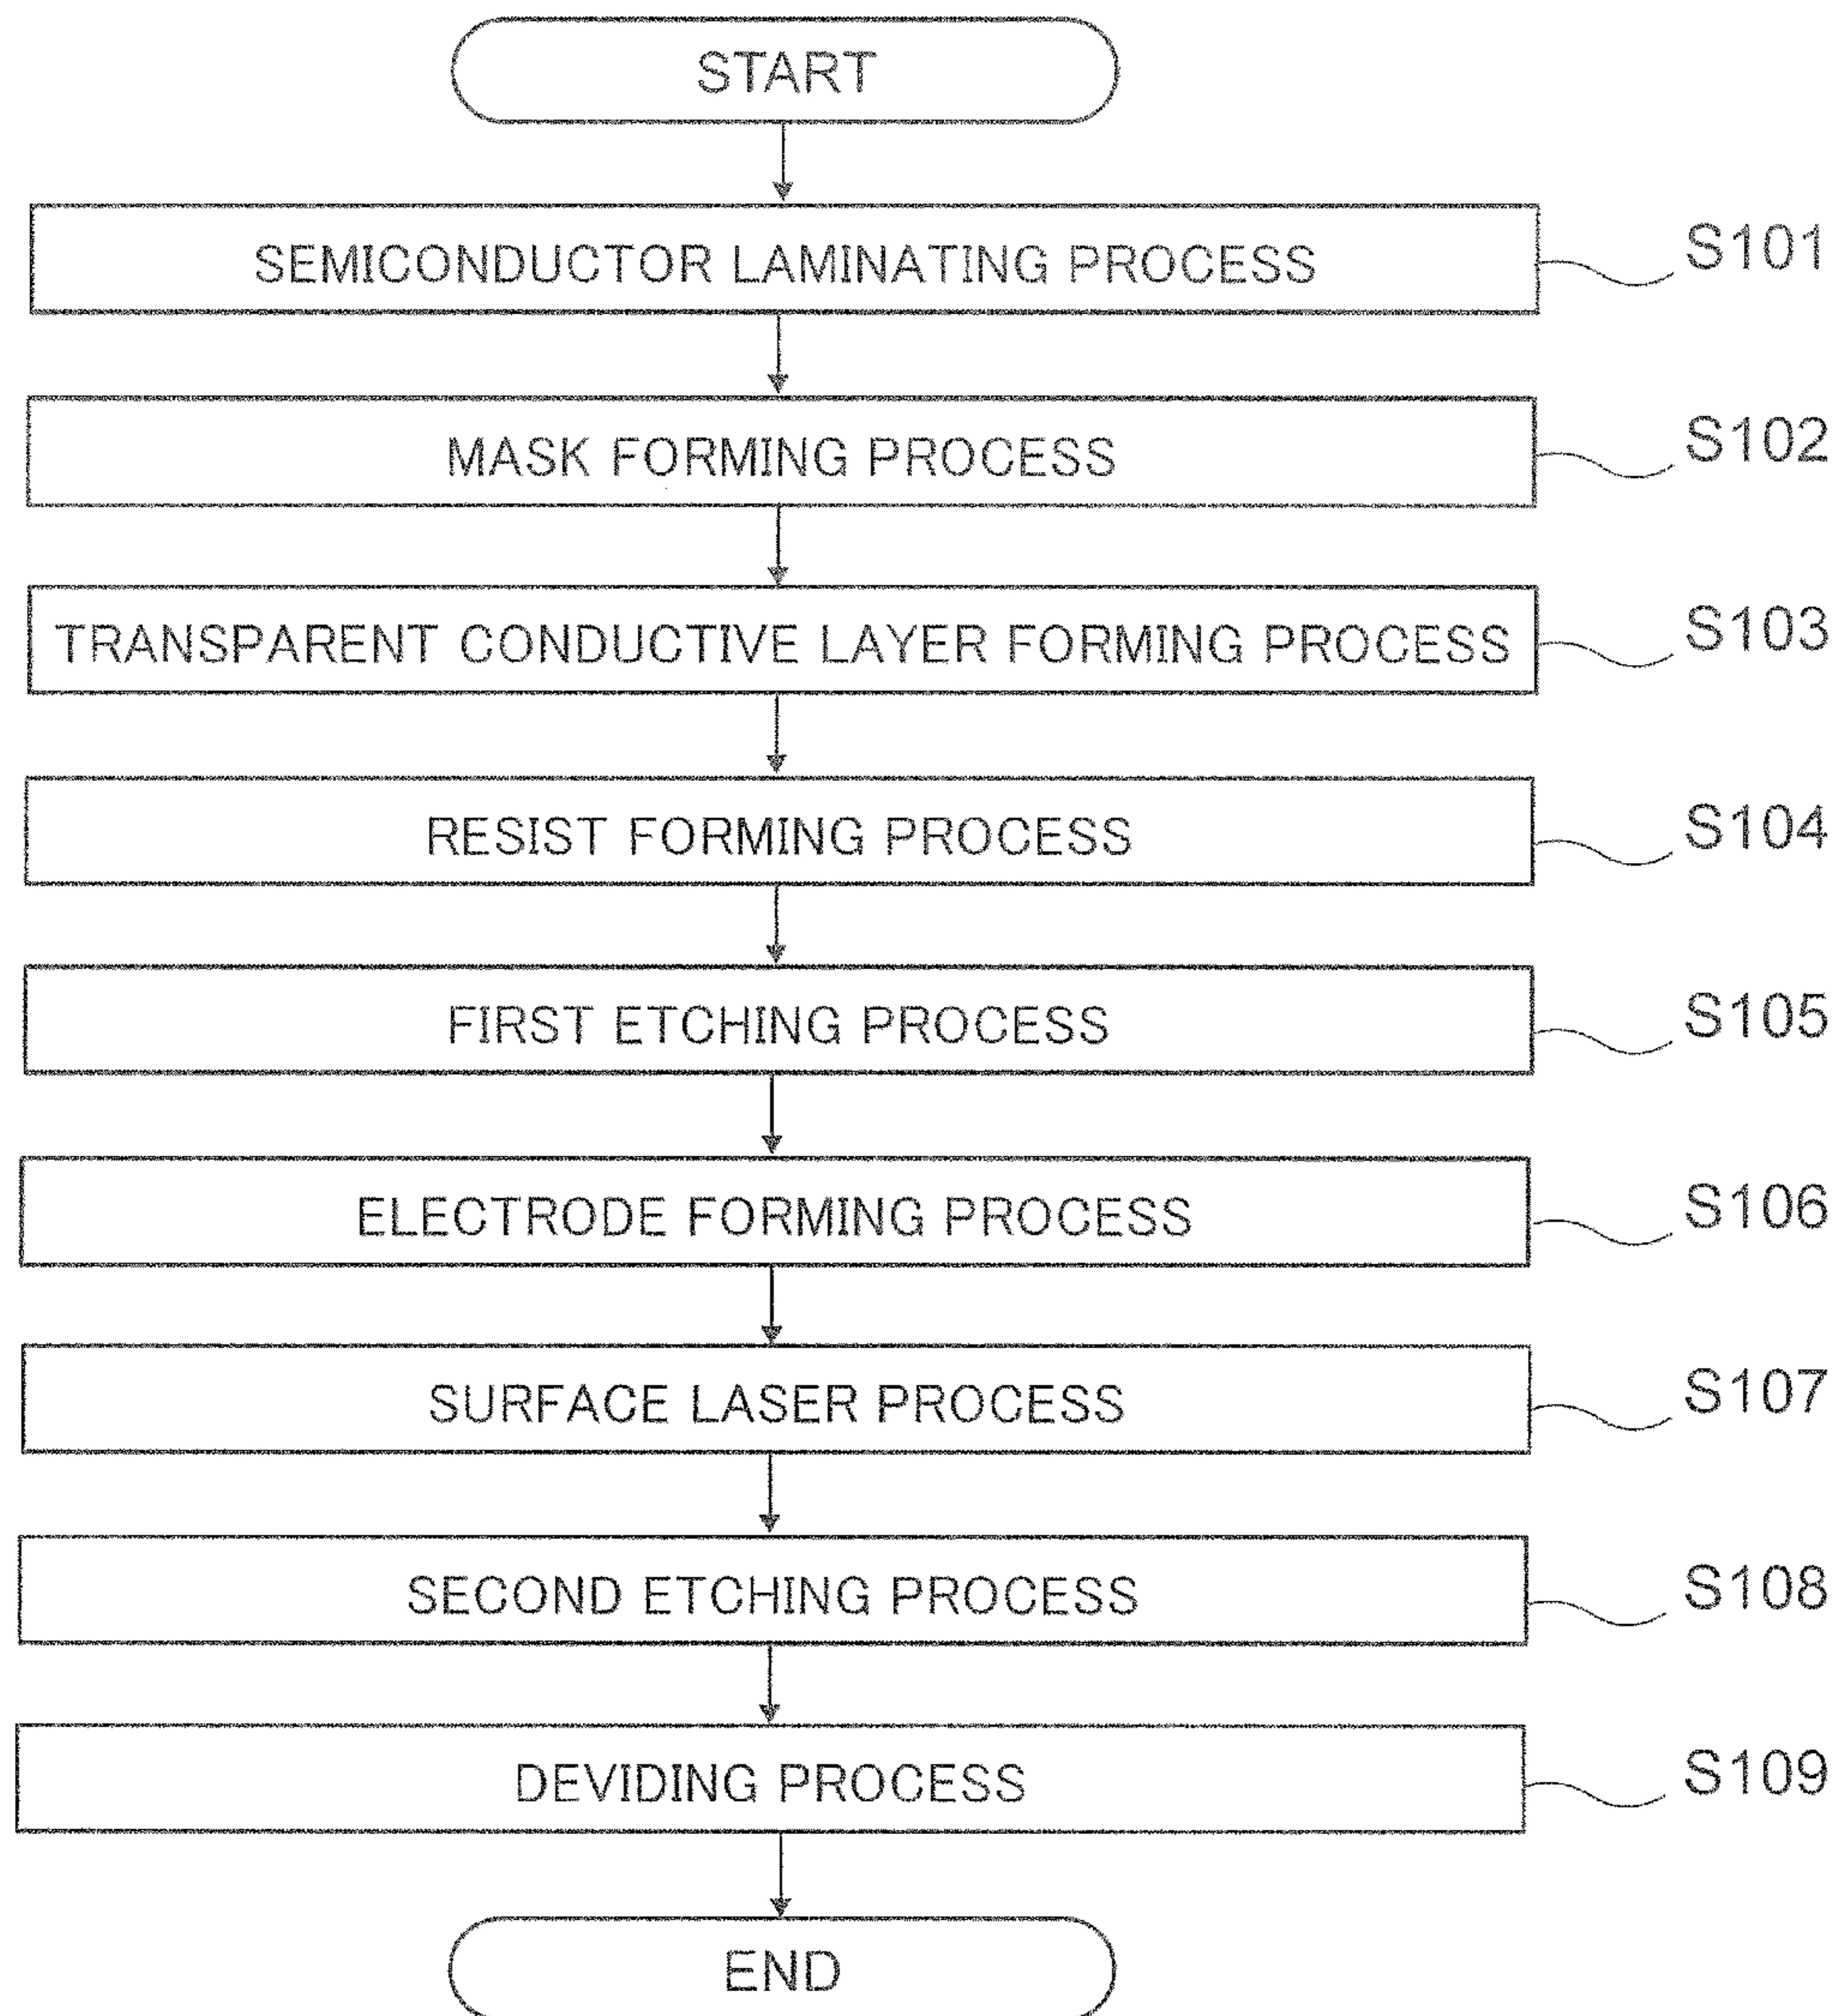 START
SEMICONDUCTOR LAMINATING PROCESS S101
MASK FORMING PROCESS S102
TRANSPARENT CONDUCTIVE LAYER FORMING PROCESS S103
RESIST FORMING PROCESS S104
FIRST ETCHING PROCESS S105
ELECTRODE FORMING PROCESS S106
SURFACE LASER PROCESS S107
SECOND ETCHING PROCESS S108
DEVIDING PROCESS S109
END